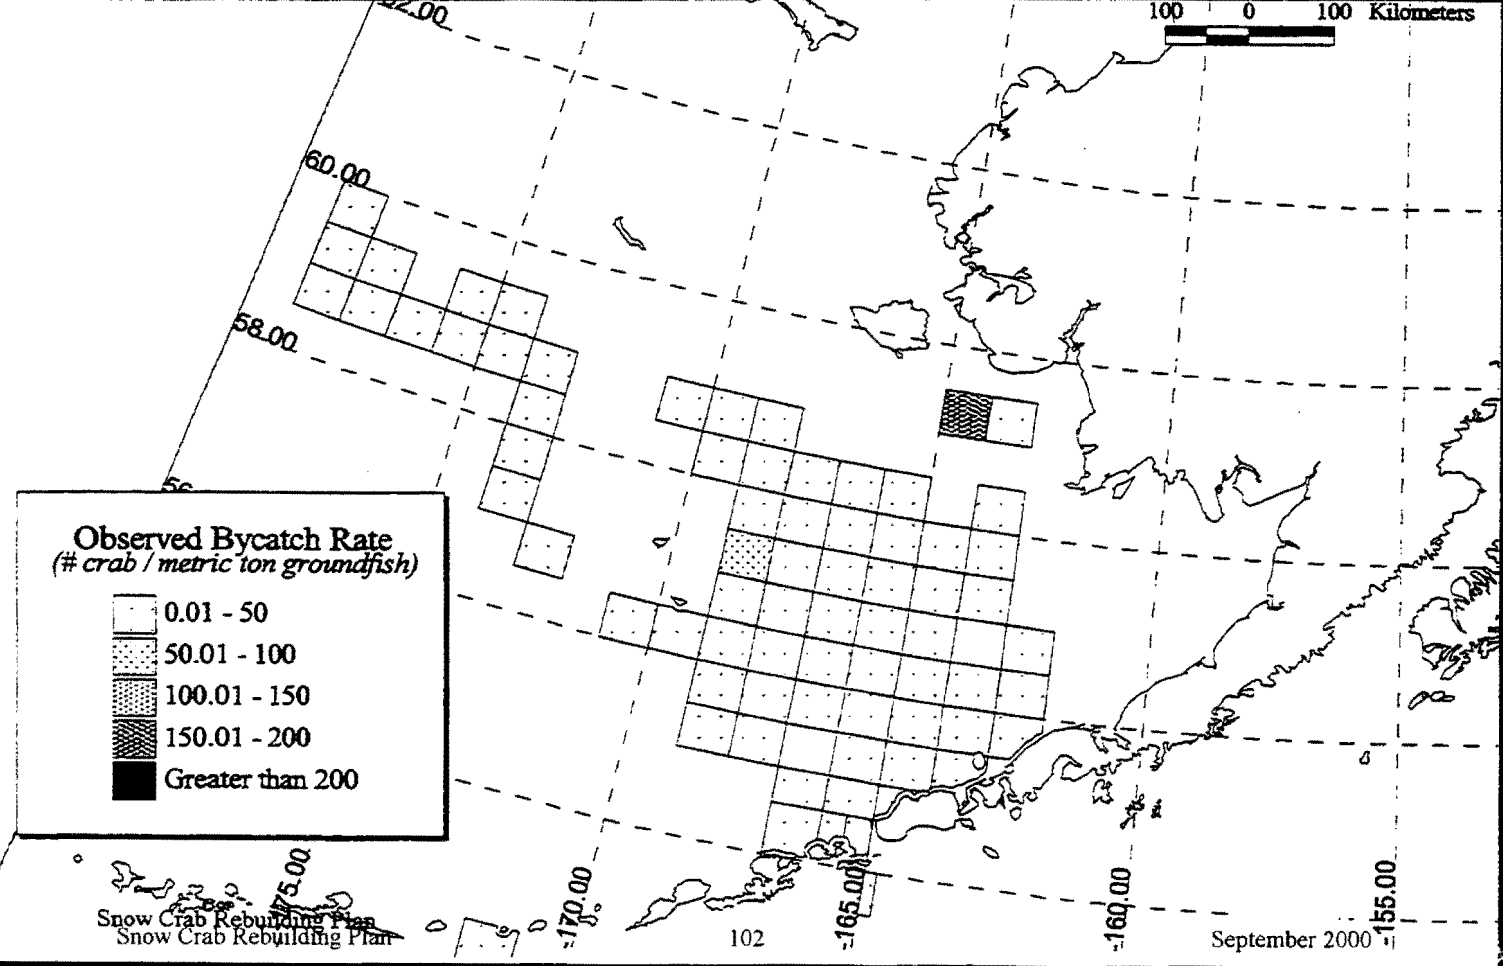 62.00
100 0 100 Kilometers
60.00
58.00
56
Observed Bycatch Rate
(# crab / metric ton groundfish)
0.01 - 50
50.01 - 100
100.01 - 150
150.01 - 200
Greater than 200
175.00
-170.00
-165.00
-160.00
-155.00
Snow Crab Rebuilding Plan
Snow Crab Rebuilding Plan
102
September 2000